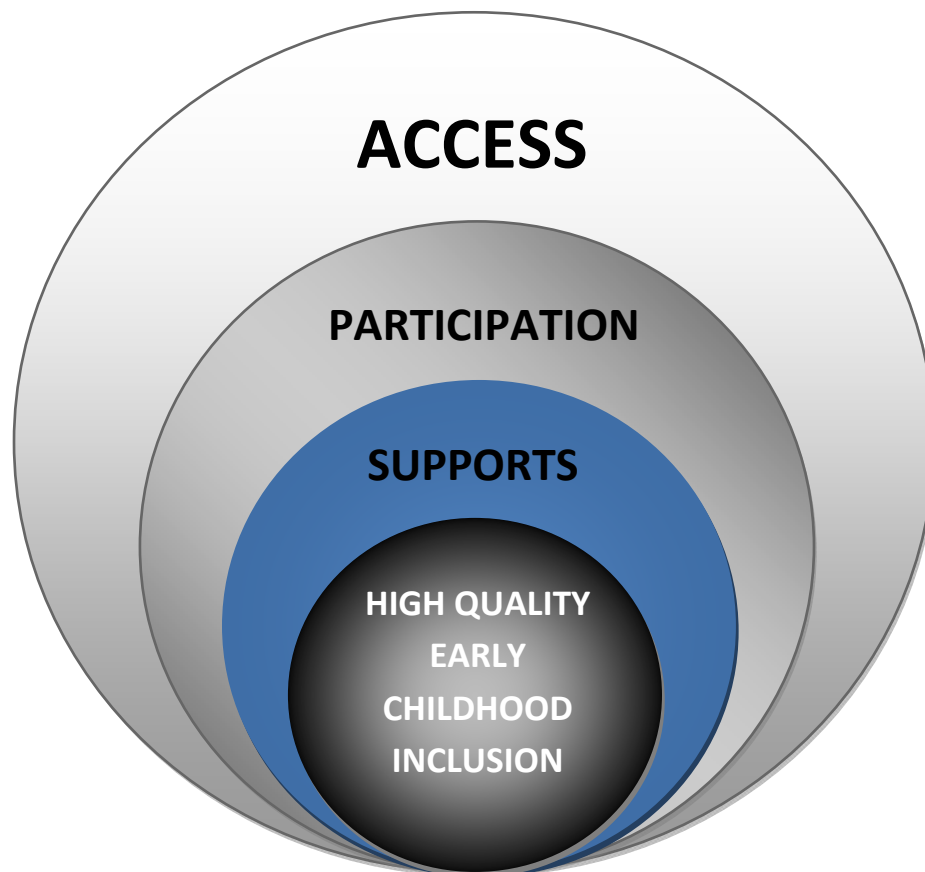 ACCESS
PARTICIPATION
SUPPORTS
HIGH QUALITY
EARLY
CHILDHOOD
INCLUSION